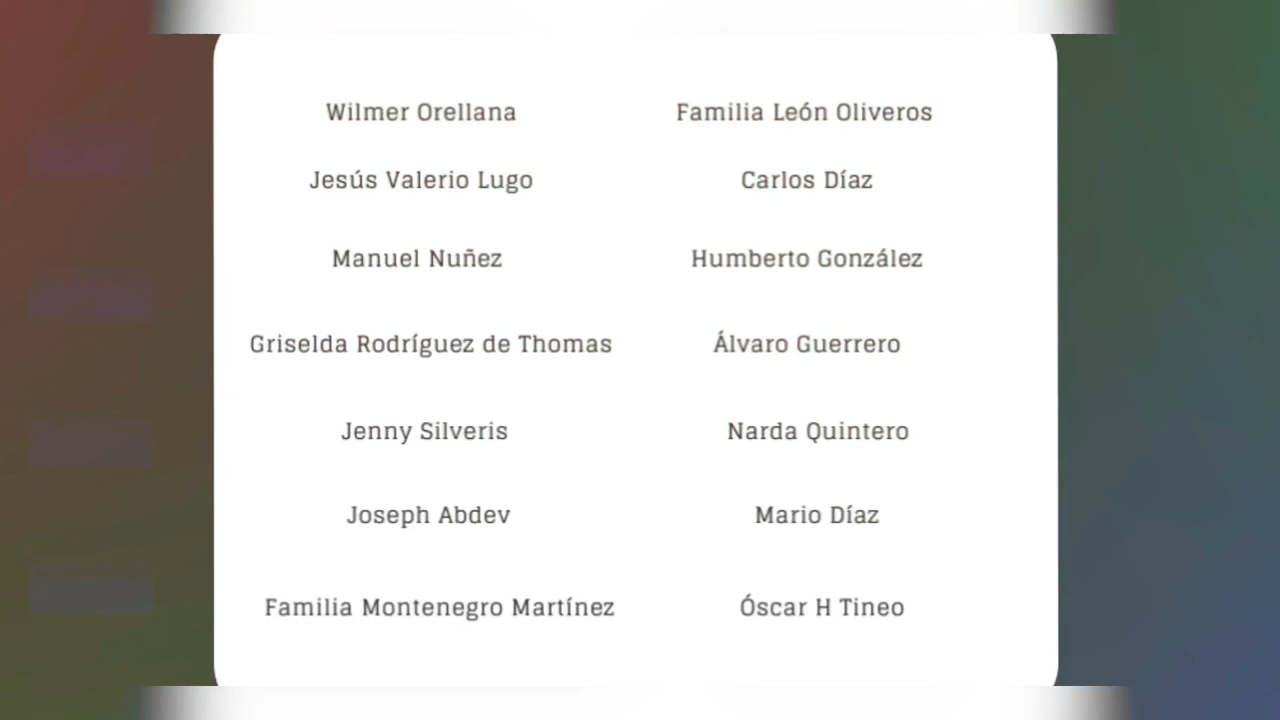 Wilmer Orellana
Familia León Oliveros
Jesús Valerio Lugo
Carlos Díaz
Manuel Nuñez
Humberto González
Griselda Rodríguez de Thomas
Álvaro Guerrero
Jenny Silveris
Narda Quintero
Joseph Abdev
Mario Díaz
Familia Montenegro Martínez
Óscar H Tineo